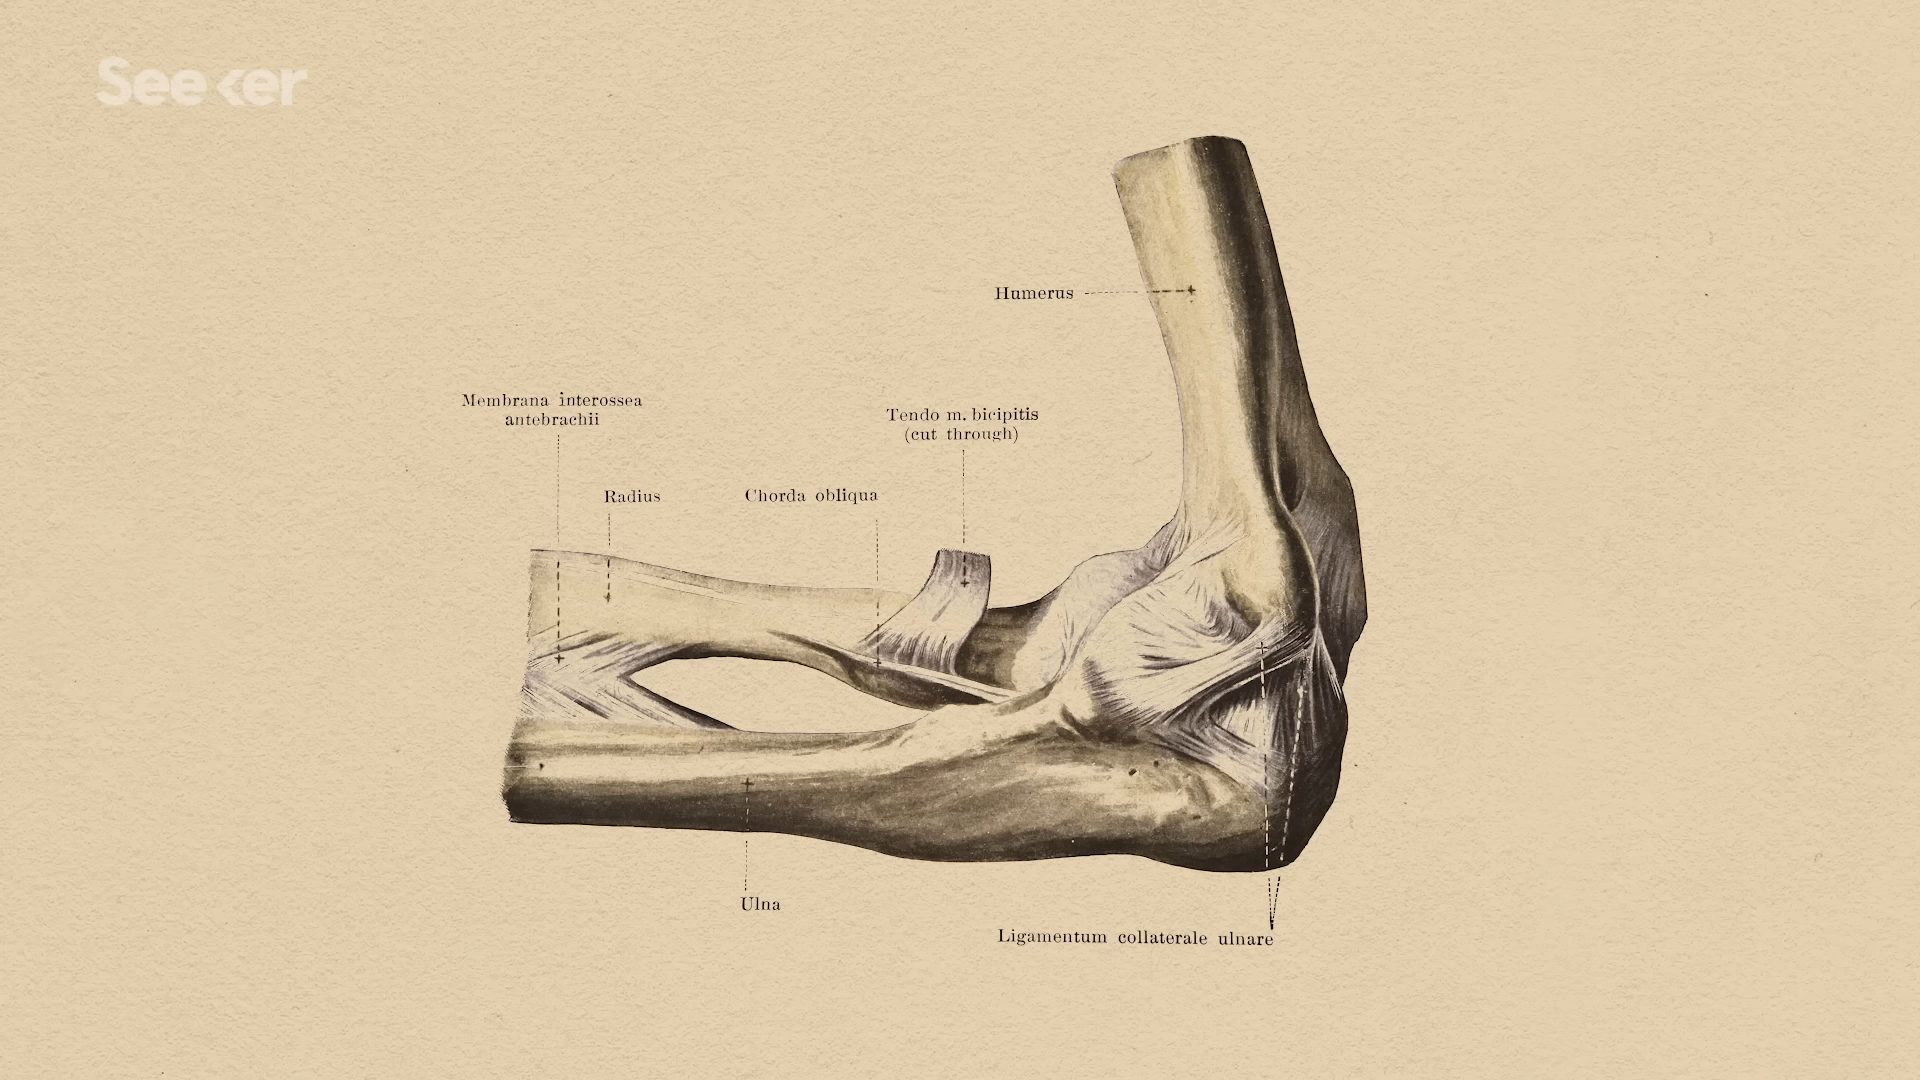 Seeker
Humerus
Membrana interossea
antebrachii
Tendo m. bicipitis
(cut through)
Radius
Chorda obliqua
Ulna
Ligamentum collaterale ulnare